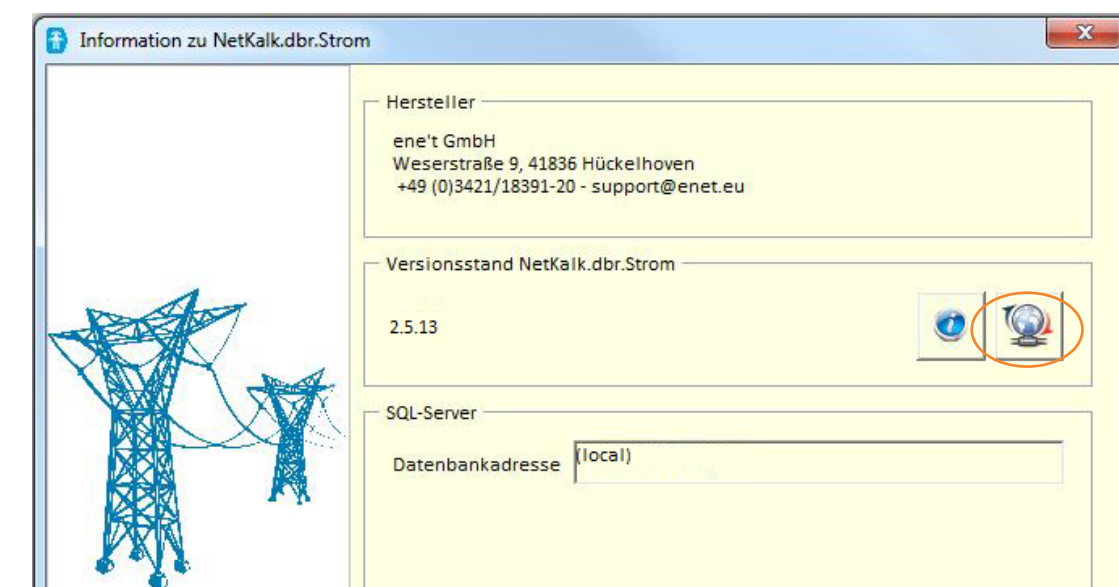 Information zu NetKalk.dbr.Strom
Hersteller
ene't GmbH
Weserstraße 9, 41836 Hückelhoven
+49 (0)3421/18391-20 - support@enet.eu
Versionsstand NetKalk.dbr.Strom
2.5.13
SQL-Server
Datenbankadresse (local)